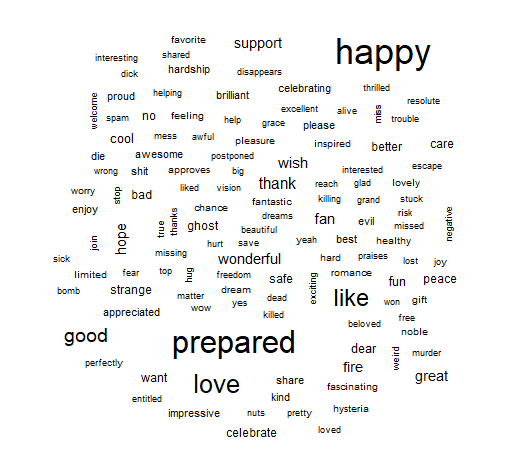 favorite
support
happy
interesting
shared
dick
hardship
disappears
celebrating
thrilled
welcome
proud
helping
brilliant
resolute
excellent
alive
miss
spam
no
feeling
help
grace
please
trouble
cool
mess
awful
pleasure
inspired
better
care
die
awesome
postponed
wish
wrong
shit
approves
big
interested
escape
worry
stop
bad
liked
vision
thank
reach
glad
lovely
enjoy
chance
fantastic
killing
grand
stuck
true
thanks
ghost
dreams
fan
evil
risk
missed
negative
join
hope
beautiful
hurt
save
yeah
best
healthy
sick
missing
wonderful
hard
praises
lost
joy
limited
fear
top
hug
freedom
safe
exciting
romance
fun
peace
bomb
strange
matter
dream
dead
like
won
gift
appreciated
wow
yes
killed
beloved
free
noble
good
prepared
dear
weird
murder
perfectly
fire
great
want
love
share
fascinating
entitled
kind
impressive
nuts
pretty
hysteria
celebrate
loved